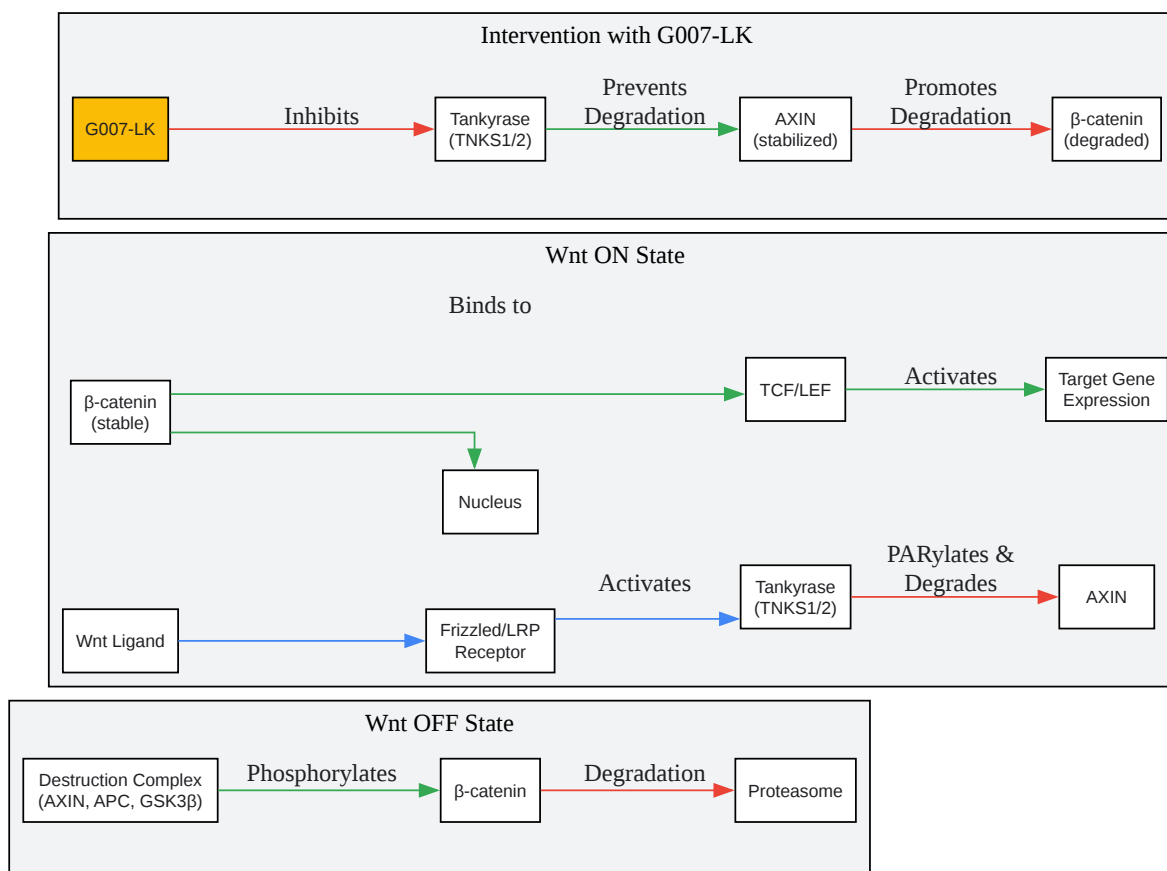 Intervention with G007-LK
G007-LK
Inhibits
Tankyrase
(TNKS1/2)
Prevents
Degradation
AXIN
(stabilized)
Promotes
Degradation
β-catenin
(degraded)
Wnt ON State
Binds to
β-catenin
(stable)
TCF/LEF
Activates
Target Gene
Expression
Nucleus
Wnt Ligand
Frizzled/LRP
Receptor
Activates
Tankyrase
(TNKS1/2)
PARylates &
Degrades
AXIN
Wnt OFF State
Destruction Complex
(AXIN, APC, GSK3β)
Phosphorylates
β-catenin
Degradation
Proteasome